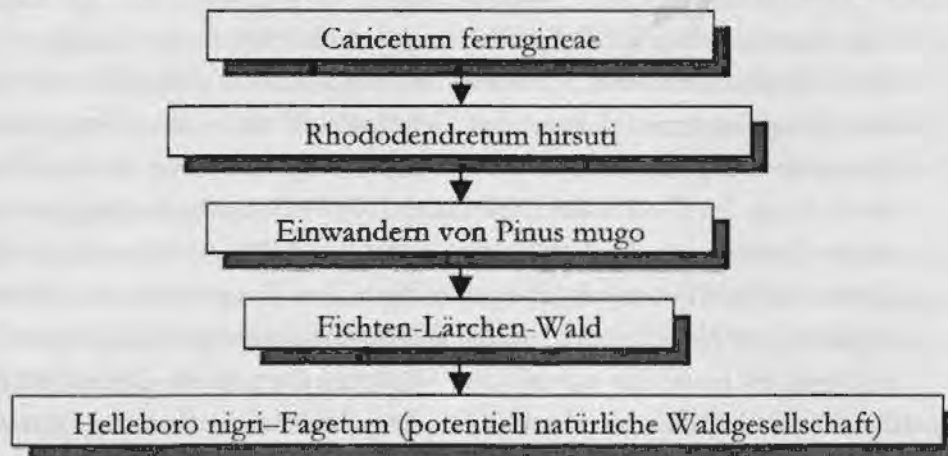 Caricetum ferrugineae
Rhododendretum hirsuti
Einwandern von Pinus mugo
Fichten-Lärchen-Wald
Helleboro nigri–Fagetum (potentiell natürliche Waldgesellschaft)